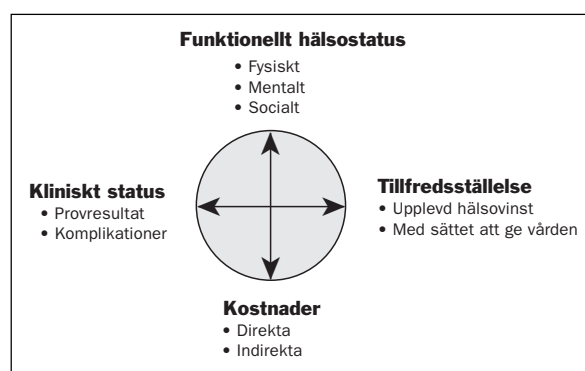 Funktionellt hälsostatus
• Fysiskt
• Mentalt
• Socialt
Kliniskt status
• Provresultat
• Komplikationer
Tillfredsställelse
• Upplevd hälsovinst
• Med sättet att ge vården
Kostnader
• Direkta
• Indirekta